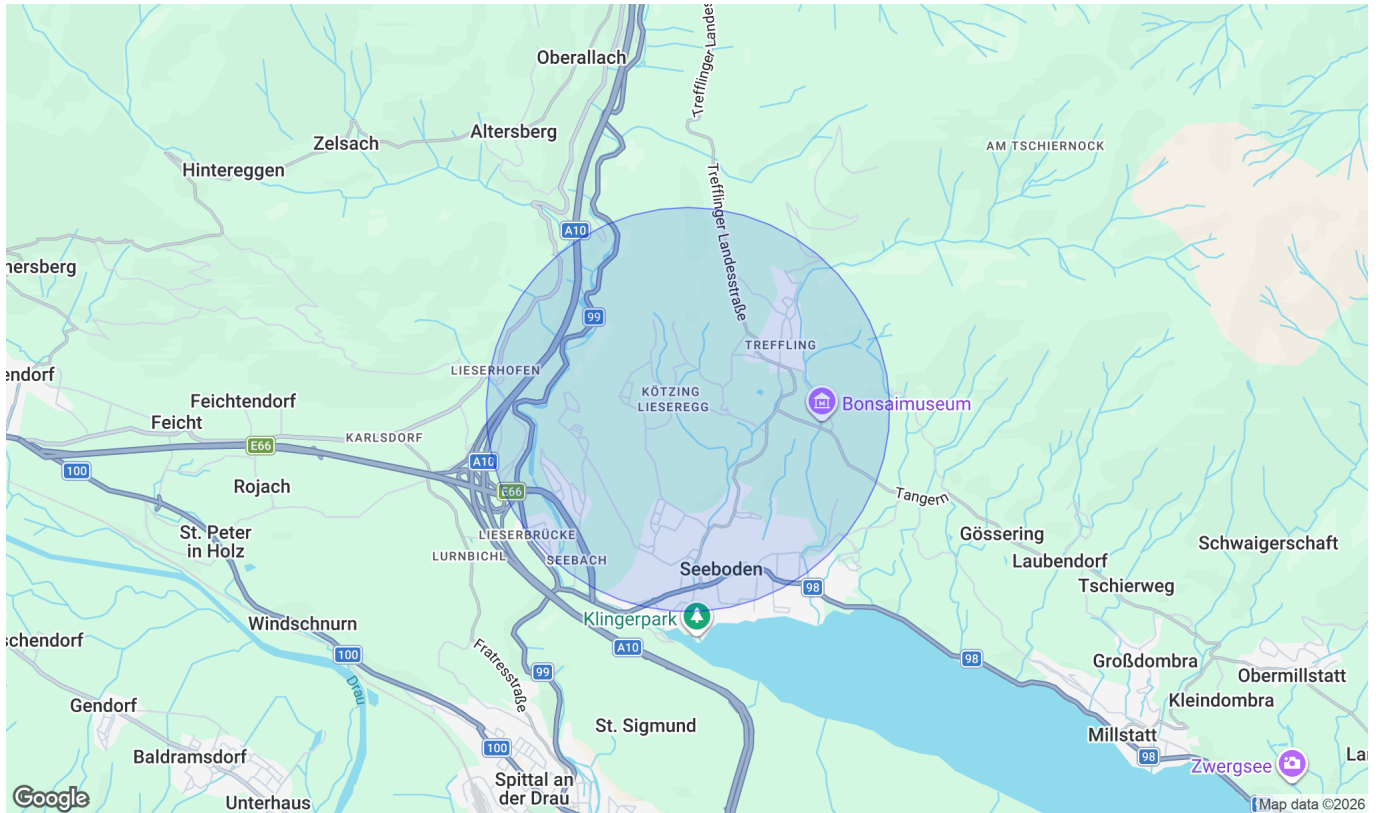 Trefflinger Landes
Oberallach
Altersberg
Zelsach
AM TSCHIERNOCK
Hintereggen
Trefflinger Landesstraße
A10
nersberg
99
TREFFLING
LIESERHOFEN
endorf
KÖTZING
LIESEREGG
Feichtendorf
Bonsaimuseum
Feicht
KARLSDORF
E66
A10
100
Rojach
E66
Tangern
St. Peter
in Holz
LIESERBRÜCKE
Gössering
Schwaigerschaft
LURNBICHL
SEEBACH
Seeboden
Laubendorf
Tschierweg
98
Klingerpark
Windschnurn
schendorf
A10
100
98
Fratresstraße
99
Großdombra
Obermillstatt
Drau
Kleindombra
Gendorf
St. Sigmund
Millstatt
100
Baldramsdorf
98
La
Zwergsee
Spittal an
der Drau
Unterhaus
Google
Map data ©2026